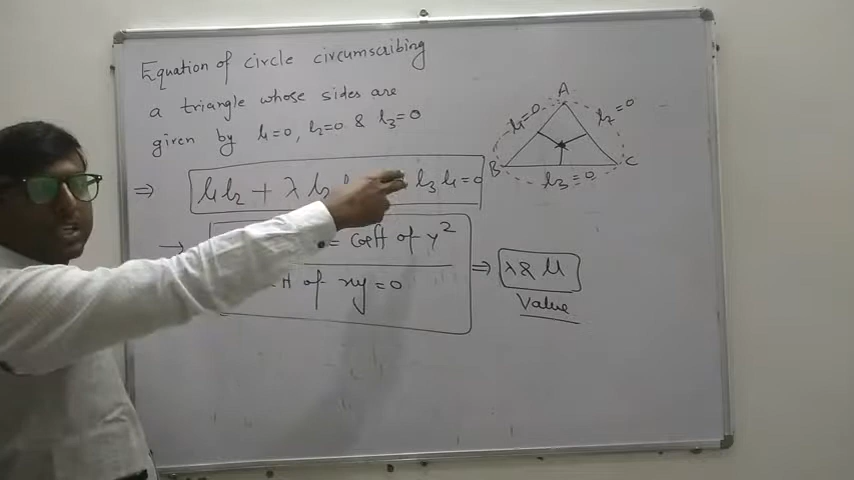 Equation of circle circumscribing
a triangle whose sides are
given by l1=0, l2=0 & l3=0
⇒ l1l2 + λ l2 l3 l1=0
→ = coeff of y²
of xy = 0
⇒ λ & μ
Value
A
l1=0
l2=0
B
C
l3=0